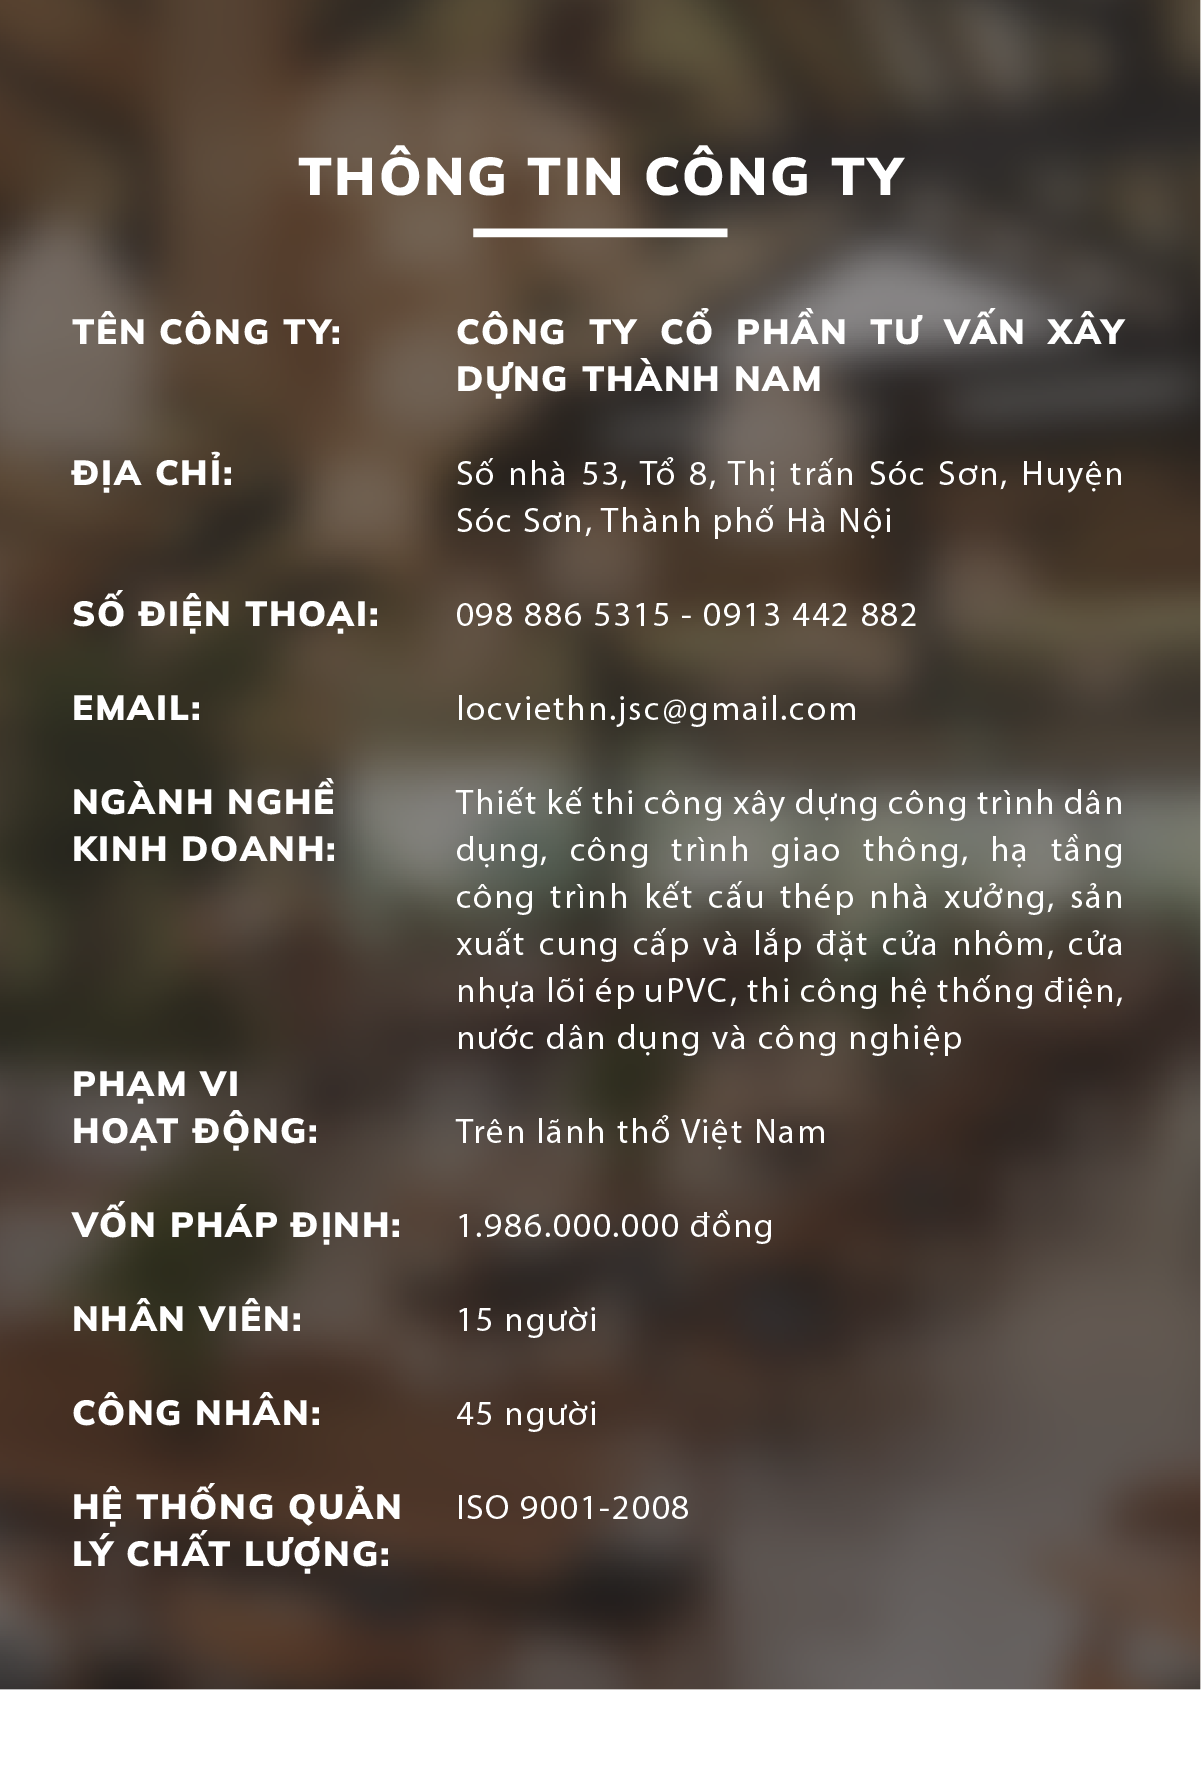 THÔNG TIN CÔNG TY
TÊN CÔNG TY: CÔNG TY CỔ PHẦN TƯ VẤN XÂY
DỰNG THÀNH NAM
ĐỊA CHỈ: Số nhà 53, Tổ 8, Thị trấn Sóc Sơn, Huyện
Sóc Sơn, Thành phố Hà Nội
SỐ ĐIỆN THOẠI: 098 886 5315 - 0913 442 882
EMAIL: locviethn.jsc@gmail.com
NGÀNH NGHỀ Thiết kế thi công xây dựng công trình dân
KINH DOANH: dụng, công trình giao thông, hạ tầng
công trình kết cấu thép nhà xưởng, sản
xuất cung cấp và lắp đặt cửa nhôm, cửa
nhựa lõi ép uPVC, thi công hệ thống điện,
nước dân dụng và công nghiệp
PHẠM VI
HOẠT ĐỘNG: Trên lãnh thổ Việt Nam
VỐN PHÁP ĐỊNH: 1.986.000.000 đồng
NHÂN VIÊN: 15 người
CÔNG NHÂN: 45 người
HỆ THỐNG QUẢN ISO 9001-2008
LÝ CHẤT LƯỢNG: